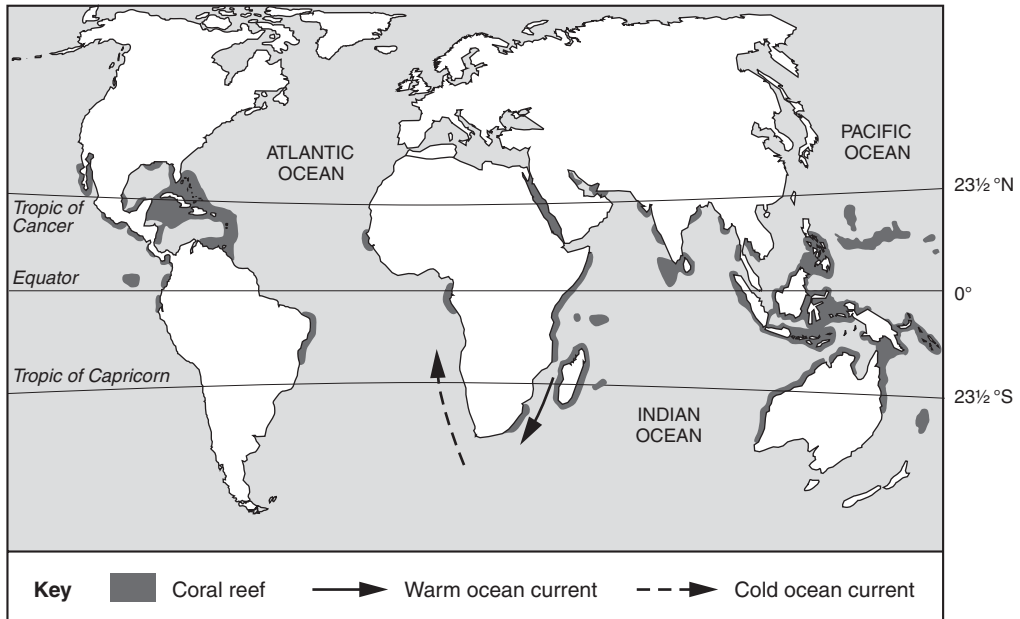 ATLANTIC
OCEAN
PACIFIC
OCEAN
23½ °N
Tropic of
Cancer
Equator
0°
Tropic of Capricorn
23½ °S
INDIAN
OCEAN
Key
Coral reef
Warm ocean current
Cold ocean current